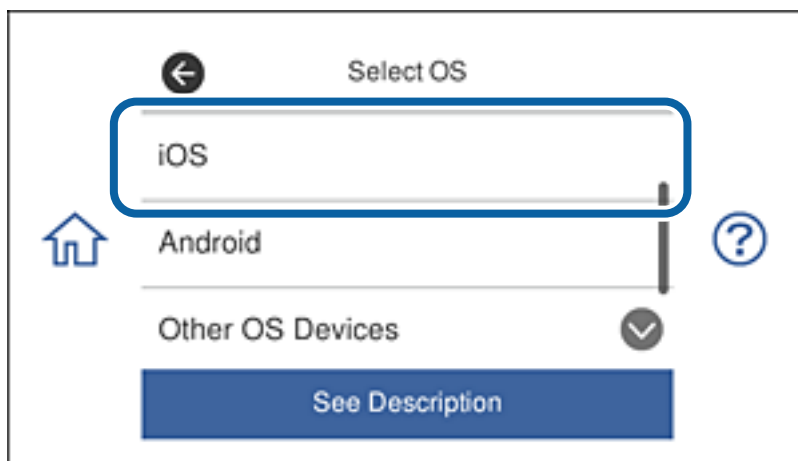 Select OS
iOS
Android
?
Other OS Devices
See Description